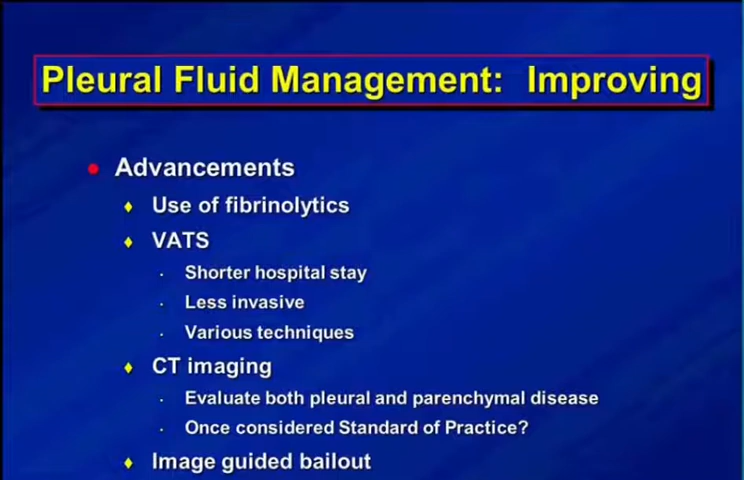 Pleural Fluid Management: Improving
Advancements
Use of fibrinolytics
VATS
Shorter hospital stay
Less invasive
Various techniques
CT imaging
Evaluate both pleural and parenchymal disease
Once considered Standard of Practice?
Image guided bailout